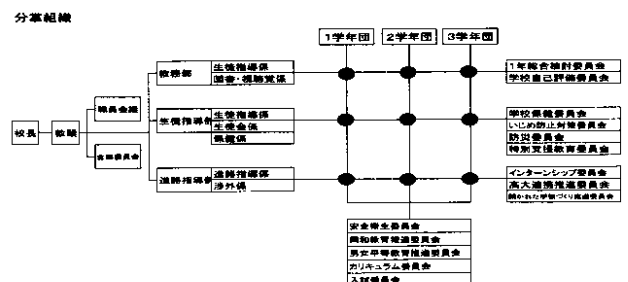 分掌組織
1学年団
2学年団
3学年団
教務部
生徒指導係
図書・視聴覚係
1年総合検討委員会
学校自己評価委員会
職員会議
校長
教頭
生徒指導部
生徒指導係
生徒会係
保健係
学校保健委員会
いじめ防止対策委員会
防災委員会
特別支援教育委員会
進路指導部
進路指導係
渉外係
インターンシップ委員会
高大連携推進委員会
安全衛生委員会
同和教育推進委員会
男女平等教育推進委員会
カリキュラム委員会
入試委員会